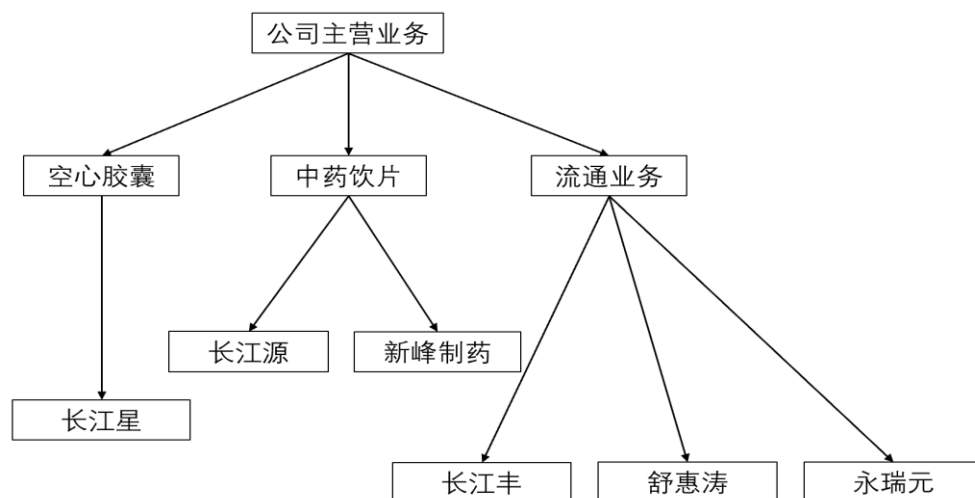 公司主营业务
空心胶囊
中药饮片
流通业务
长江源
新峰制药
长江星
长江丰
舒惠涛
永瑞元